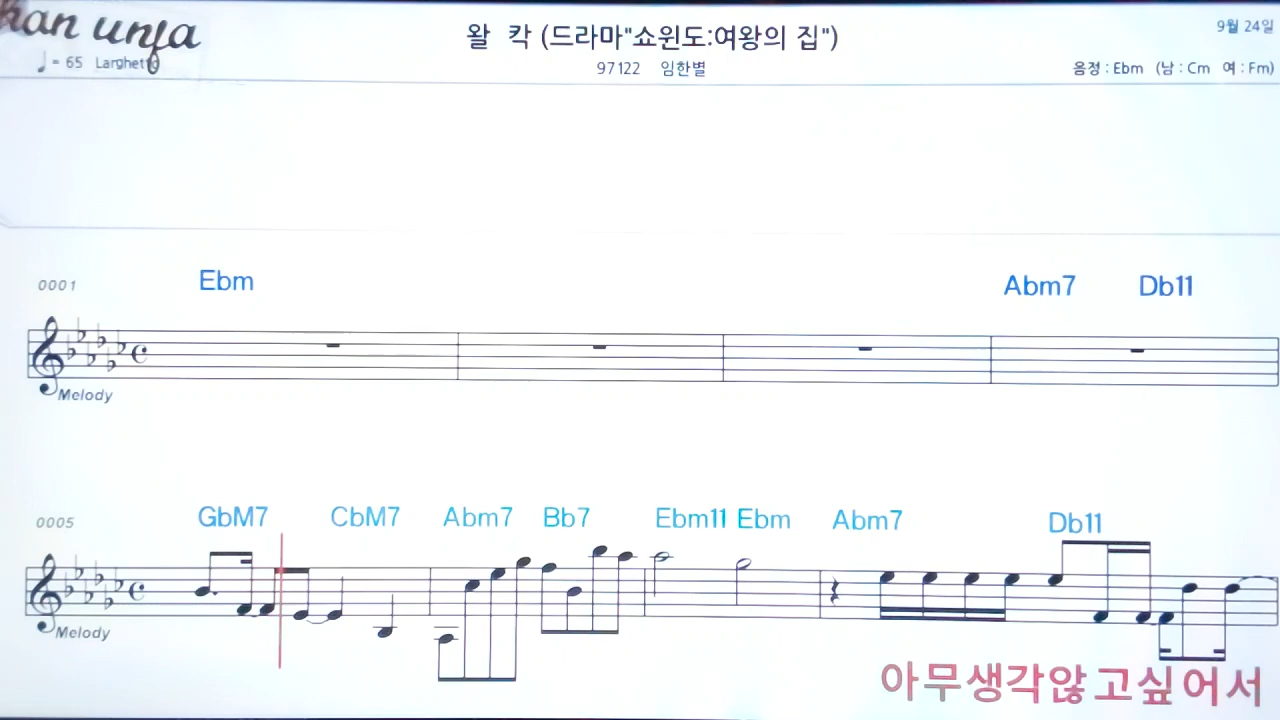 han unfa
왈 칵 (드라마"쇼윈도:여왕의 집")
9월 24일
♩ = 65 Larghetto
97122 임한별
음정 : Ebm (남 : Cm 여 : Fm)
0001 Ebm Abm7 Db11
Melody
0005 GbM7 CbM7 Abm7 Bb7 Ebm11 Ebm Abm7 Db11
Melody
아무생각않고싶어서